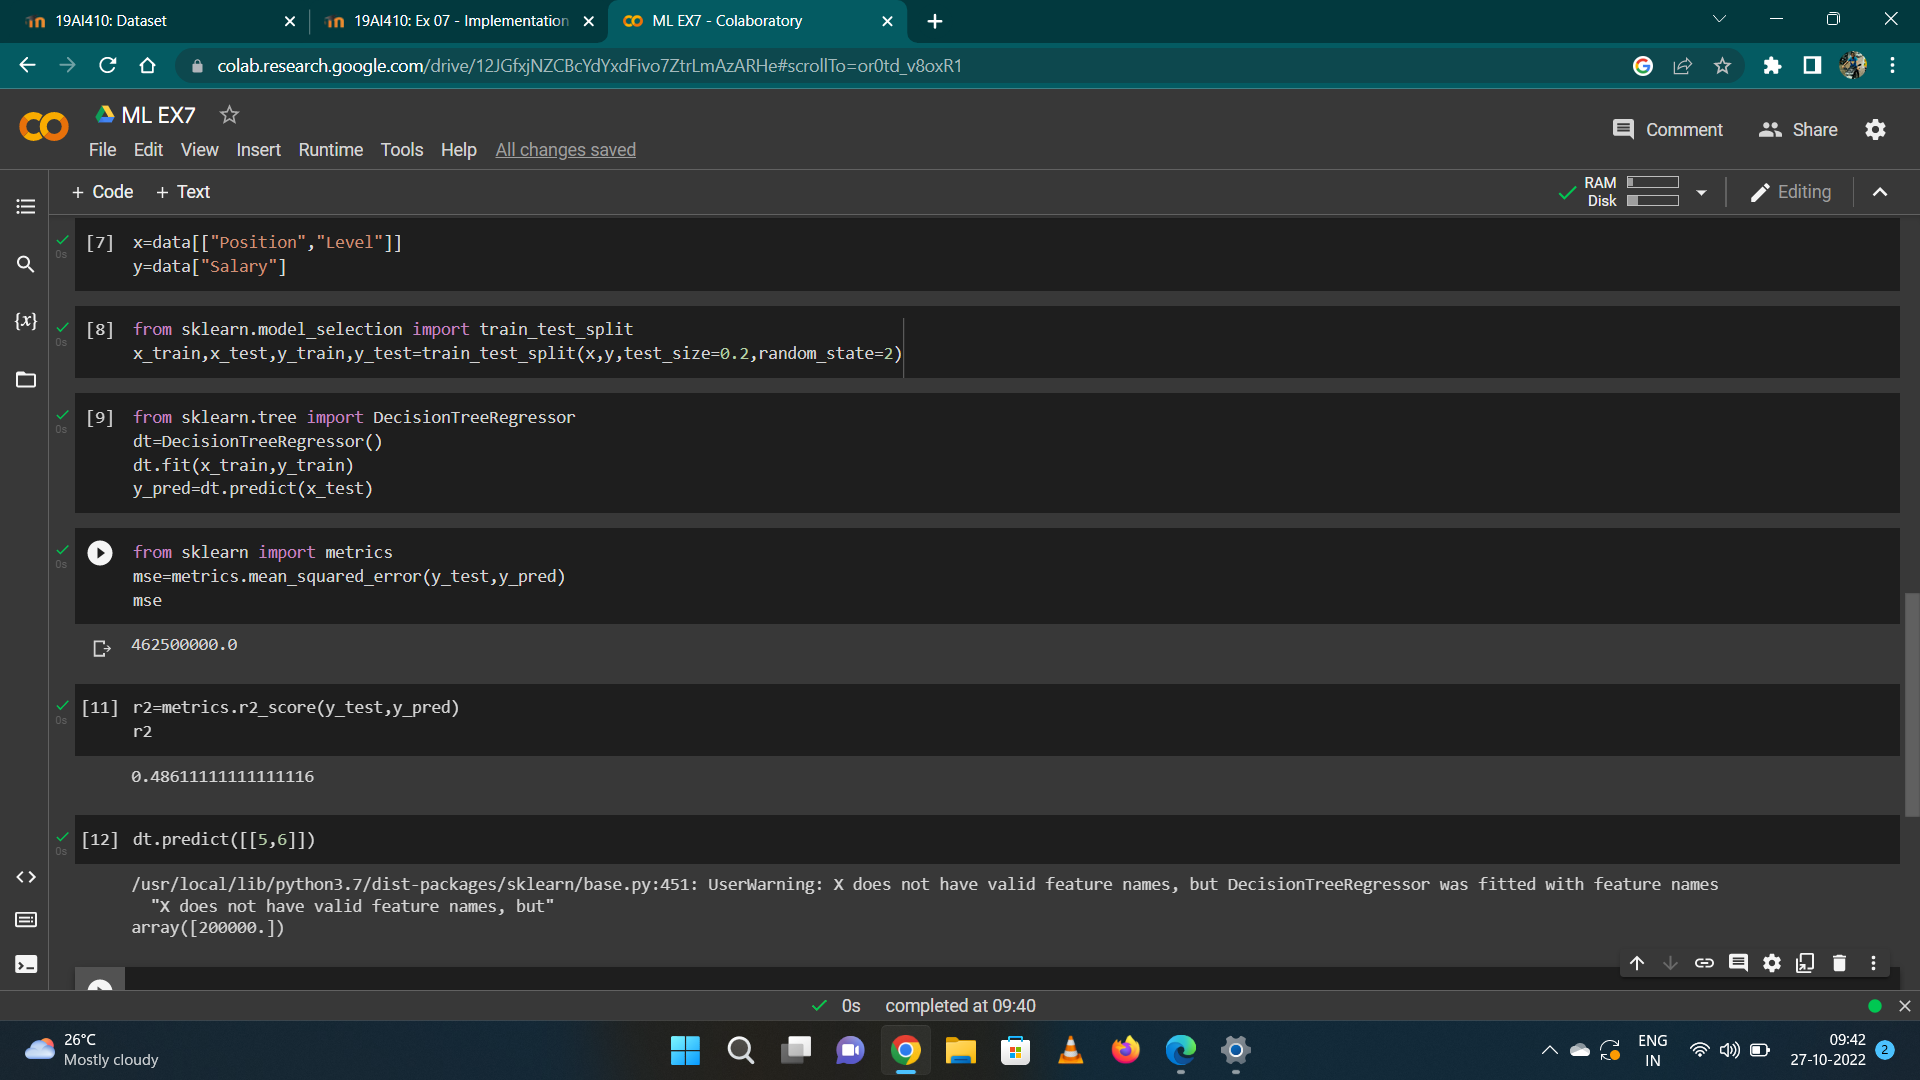 19AI410: Dataset
19AI410: Ex 07 - Implementation
ML EX7 - Colaboratory
colab.research.google.com/drive/12JGfxjNZCBcYdYxdFivo7ZtrLmAzARHe#scrollTo=or0td_v8oxR1
ML EX7
Comment
Share
File Edit View Insert Runtime Tools Help All changes saved
+ Code + Text
RAM
Disk
Editing
[7] x=data[["Position","Level"]]
y=data["Salary"]
0s
[8] from sklearn.model_selection import train_test_split
x_train,x_test,y_train,y_test=train_test_split(x,y,test_size=0.2,random_state=2)
0s
[9] from sklearn.tree import DecisionTreeRegressor
dt=DecisionTreeRegressor()
dt.fit(x_train,y_train)
y_pred=dt.predict(x_test)
0s
from sklearn import metrics
mse=metrics.mean_squared_error(y_test,y_pred)
mse
0s
462500000.0
[11] r2=metrics.r2_score(y_test,y_pred)
r2
0s
0.48611111111111116
[12] dt.predict([[5,6]])
0s
/usr/local/lib/python3.7/dist-packages/sklearn/base.py:451: UserWarning: X does not have valid feature names, but DecisionTreeRegressor was fitted with feature names
"X does not have valid feature names, but"
array([200000.])
0s completed at 09:40
26°C
Mostly cloudy
ENG
IN
09:42
27-10-2022
2